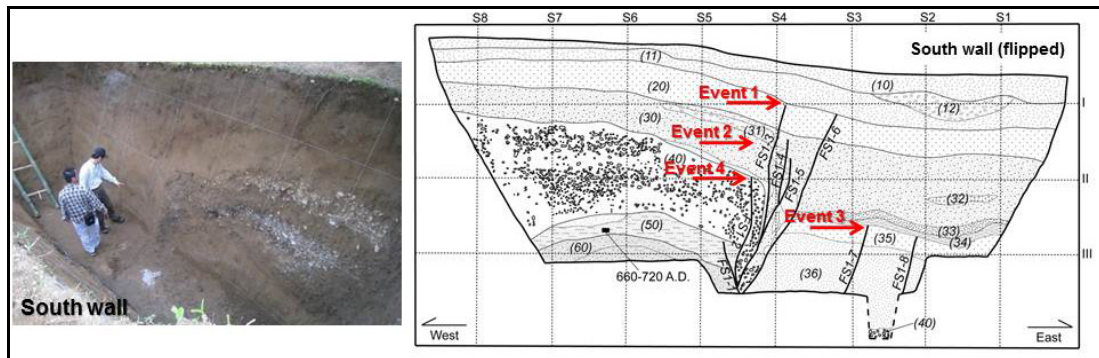 South wall
S8 S7 S6 S5 S4 S3 S2 S1
South wall (flipped)
(11)
(10)
Event 1
(20)
(12)
I
(30)
Event 2
(31)
FS1-3
FS1-4
FS1-6
(40)
FS1-5
Event 4
II
(32)
Event 3
(33)
(50)
(35)
(34)
(60)
III
(36)
FS1-7
FS1-8
660-720 A.D.
(40)
West
East